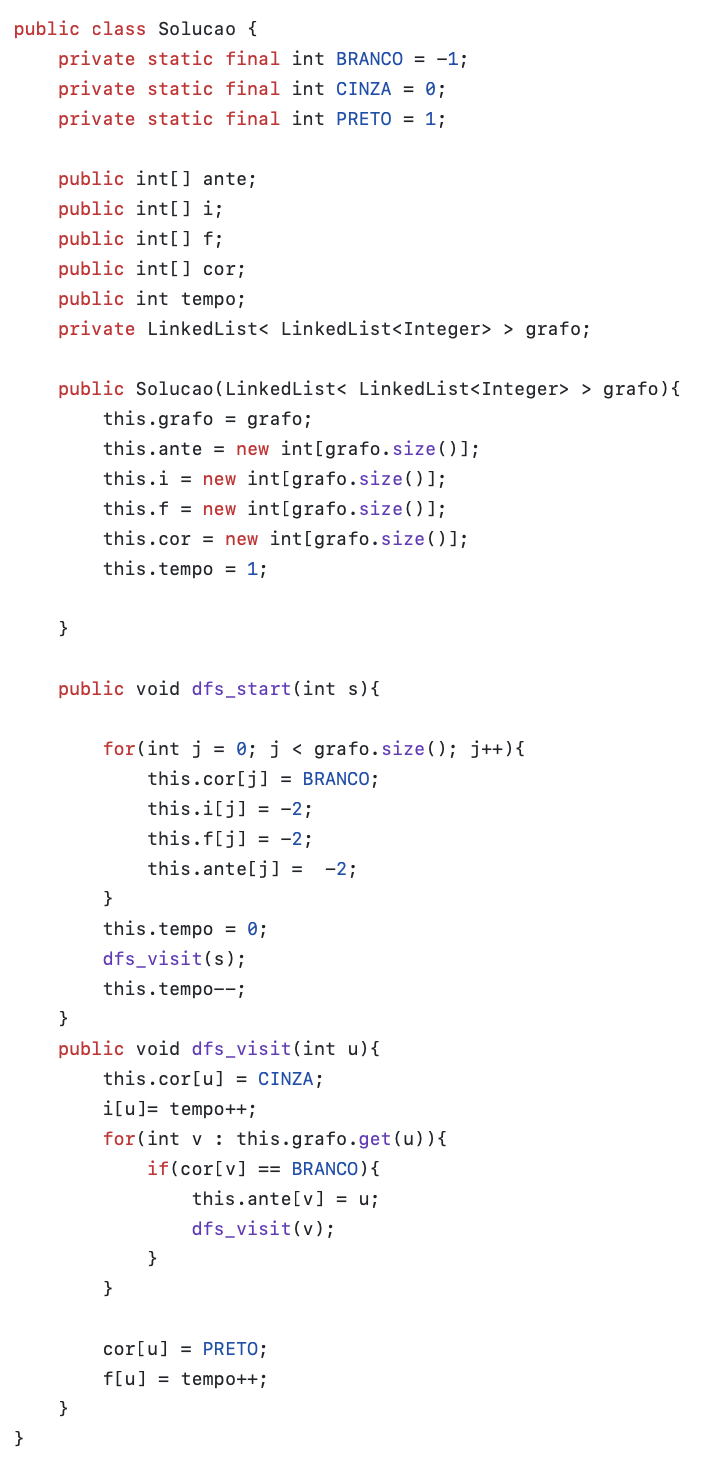 public class Solucao {
    private static final int BRANCO = -1;
    private static final int CINZA = 0;
    private static final int PRETO = 1;

    public int[] ante;
    public int[] i;
    public int[] f;
    public int[] cor;
    public int tempo;
    private LinkedList< LinkedList<Integer> > grafo;

    public Solucao(LinkedList< LinkedList<Integer> > grafo){
        this.grafo = grafo;
        this.ante = new int[grafo.size()];
        this.i = new int[grafo.size()];
        this.f = new int[grafo.size()];
        this.cor = new int[grafo.size()];
        this.tempo = 1;

    }

    public void dfs_start(int s){

        for(int j = 0; j < grafo.size(); j++){
            this.cor[j] = BRANCO;
            this.i[j] = -2;
            this.f[j] = -2;
            this.ante[j] =  -2;
        }
        this.tempo = 0;
        dfs_visit(s);
        this.tempo--;
    }
    public void dfs_visit(int u){
        this.cor[u] = CINZA;
        i[u]= tempo++;
        for(int v : this.grafo.get(u)){
            if(cor[v] == BRANCO){
                this.ante[v] = u;
                dfs_visit(v);
            }
        }

        cor[u] = PRETO;
        f[u] = tempo++;
    }
}